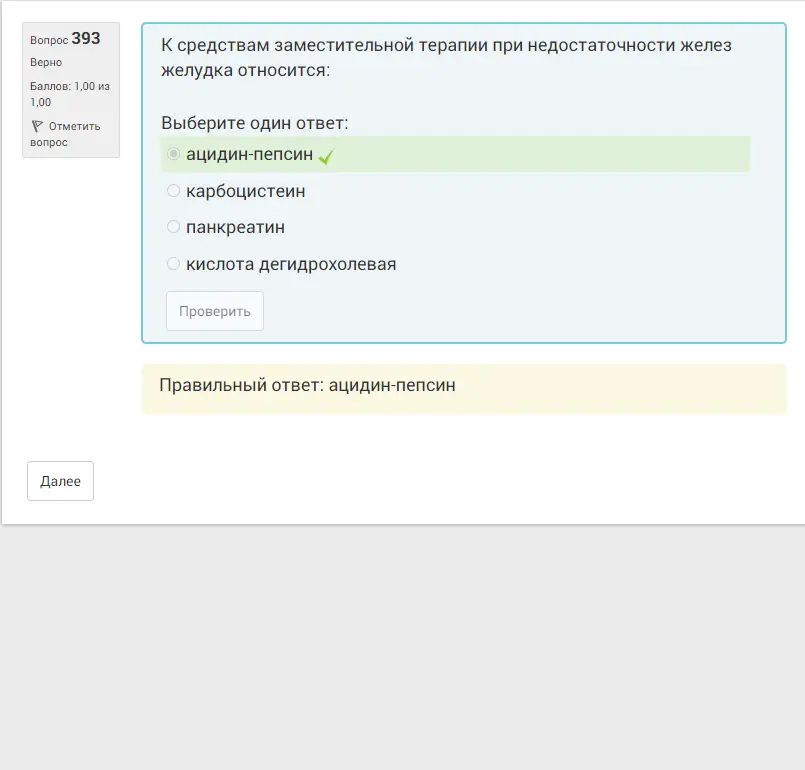 Вопрос 393
Верно
Баллов: 1,00 из
1,00
Отметить
вопрос
К средствам заместительной терапии при недостаточности желез
желудка относится:
Выберите один ответ:
ацидин-пепсин
карбоцистеин
панкреатин
кислота дегидрохолевая
Проверить
Правильный ответ: ацидин-пепсин
Далее